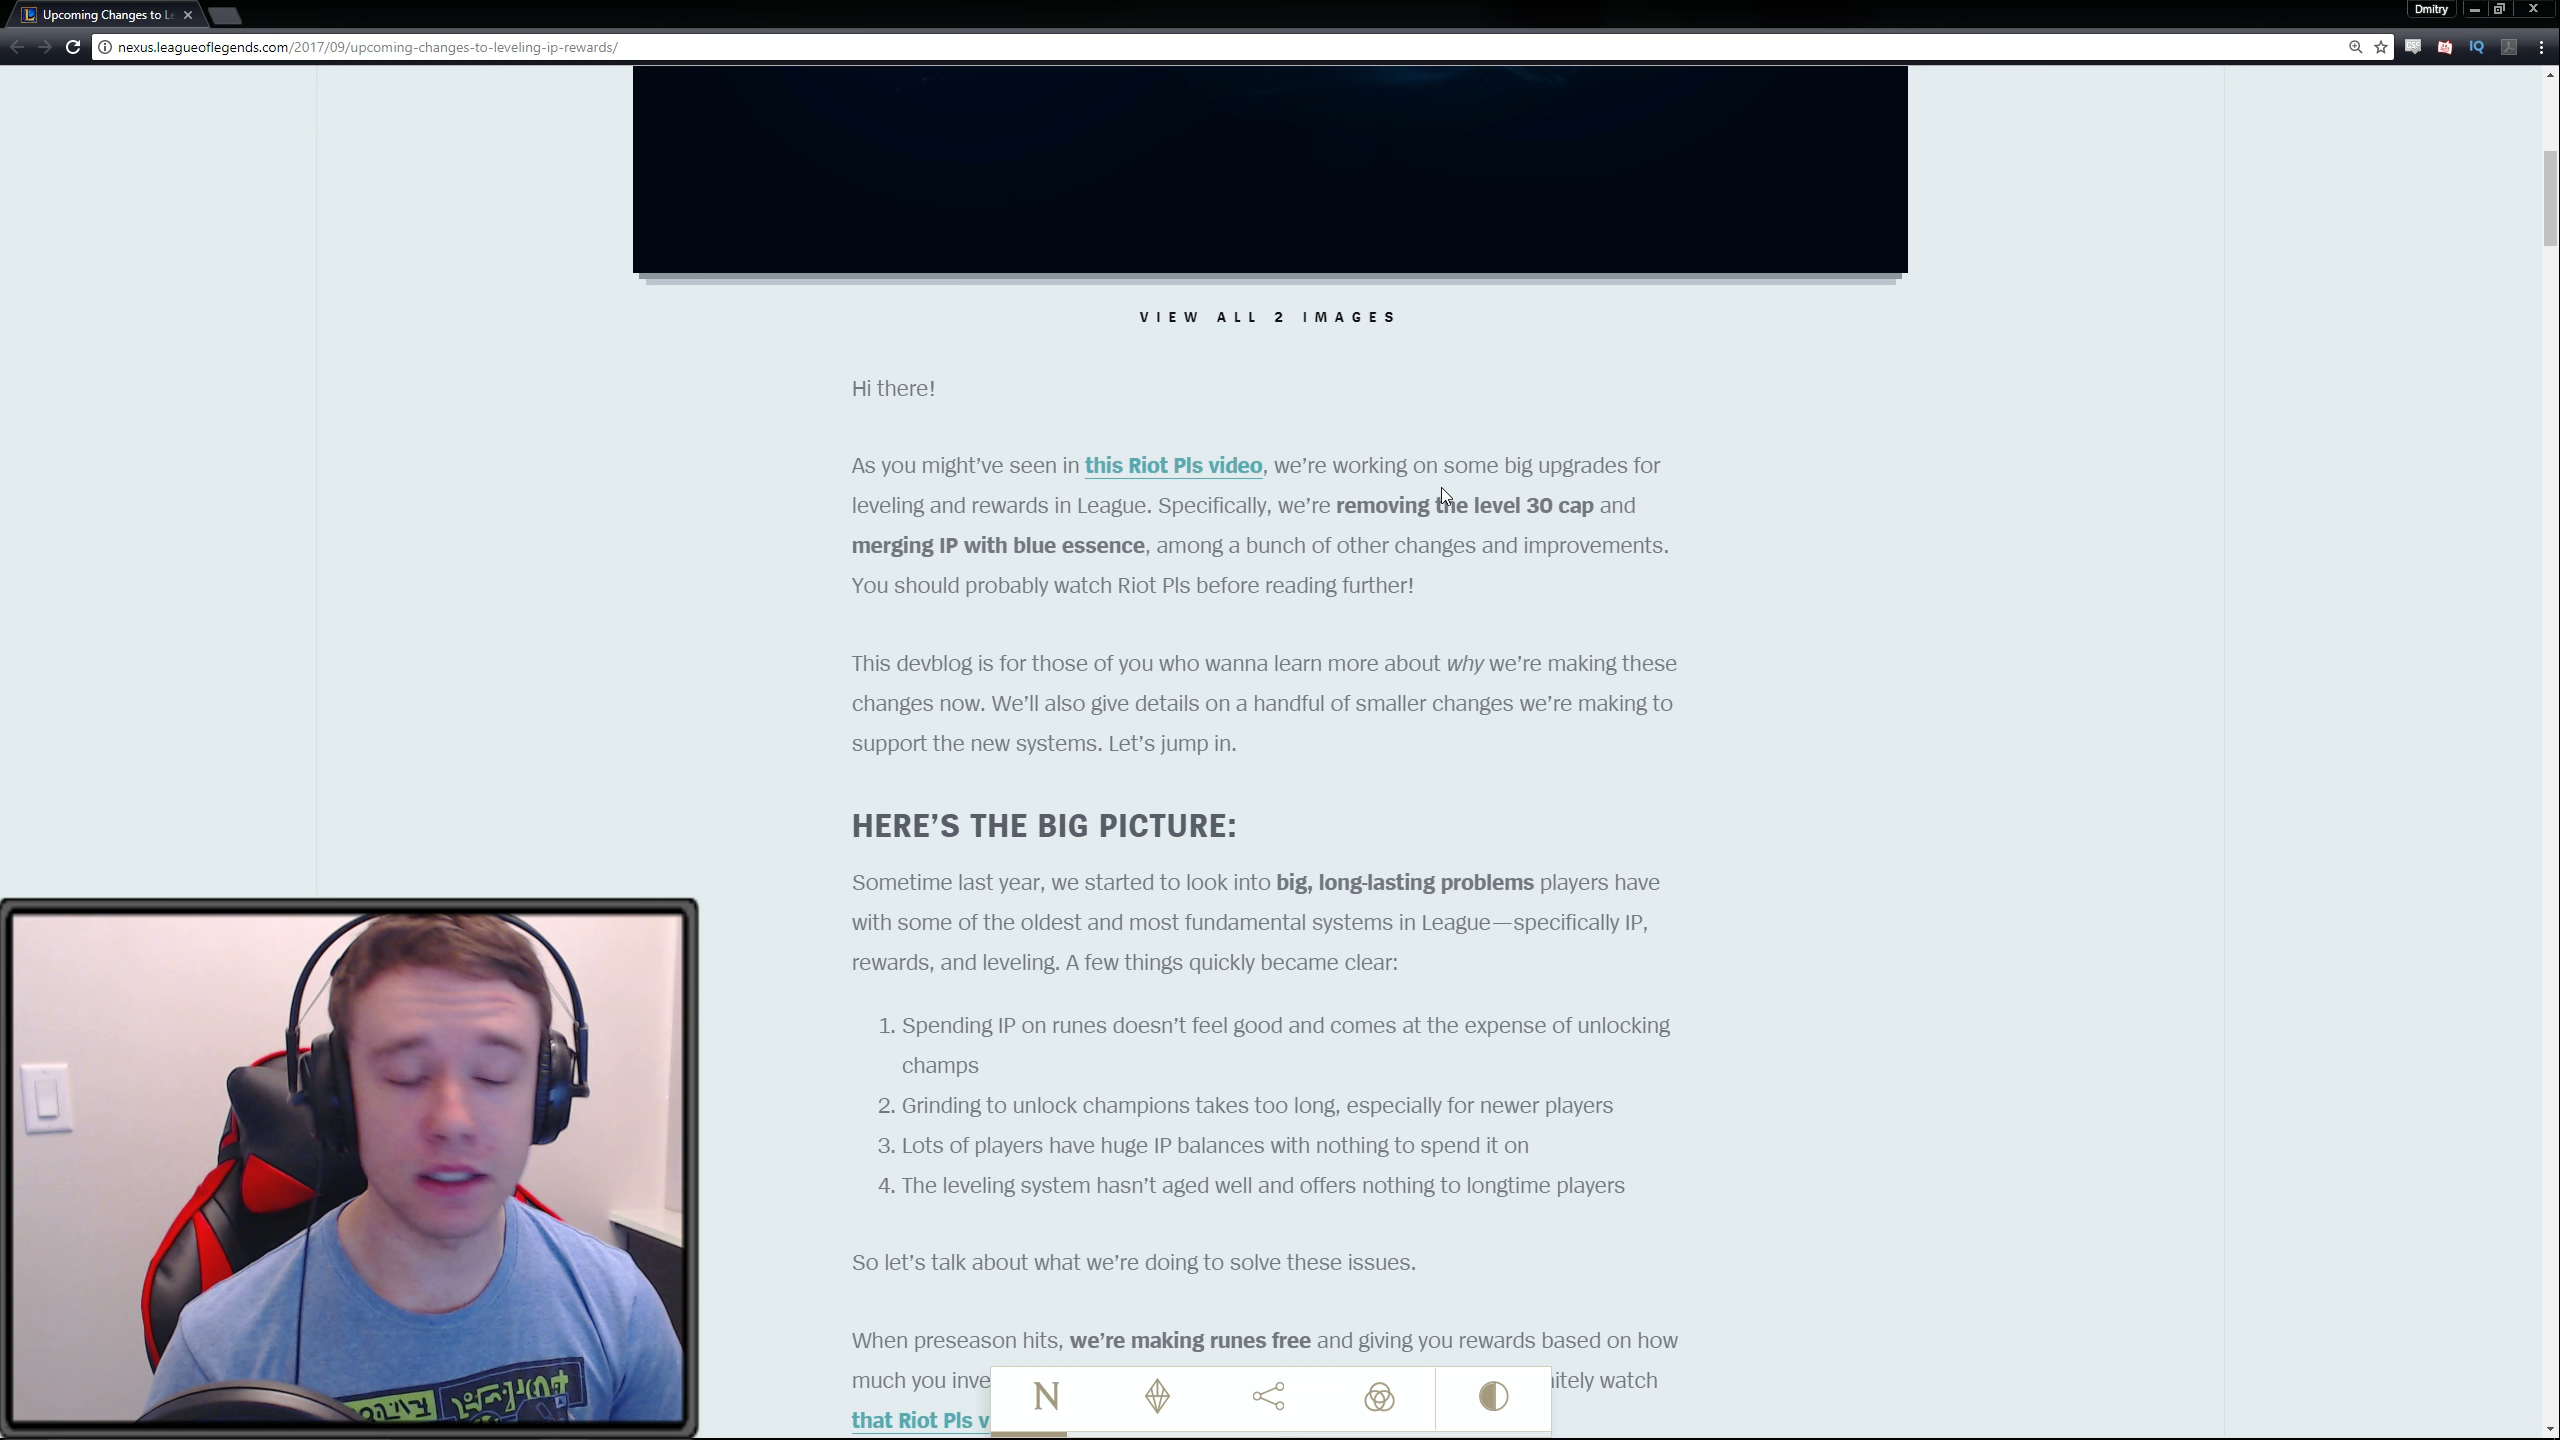 Upcoming Changes to L
Dmitry
nexus.leagueoflegends.com/2017/09/upcoming-changes-to-leveling-ip-rewards/
IQ
VIEW ALL 2 IMAGES
Hi there!
As you might’ve seen in this Riot Pls video, we’re working on some big upgrades for
leveling and rewards in League. Specifically, we’re removing the level 30 cap and
merging IP with blue essence, among a bunch of other changes and improvements.
You should probably watch Riot Pls before reading further!
This devblog is for those of you who wanna learn more about why we’re making these
changes now. We’ll also give details on a handful of smaller changes we’re making to
support the new systems. Let’s jump in.
HERE’S THE BIG PICTURE:
Sometime last year, we started to look into big, long-lasting problems players have
with some of the oldest and most fundamental systems in League—specifically IP,
rewards, and leveling. A few things quickly became clear:
1. Spending IP on runes doesn’t feel good and comes at the expense of unlocking
champs
2. Grinding to unlock champions takes too long, especially for newer players
3. Lots of players have huge IP balances with nothing to spend it on
4. The leveling system hasn’t aged well and offers nothing to longtime players
So let’s talk about what we’re doing to solve these issues.
When preseason hits, we’re making runes free and giving you rewards based on how
much you inve itely watch
that Riot Pls v
N